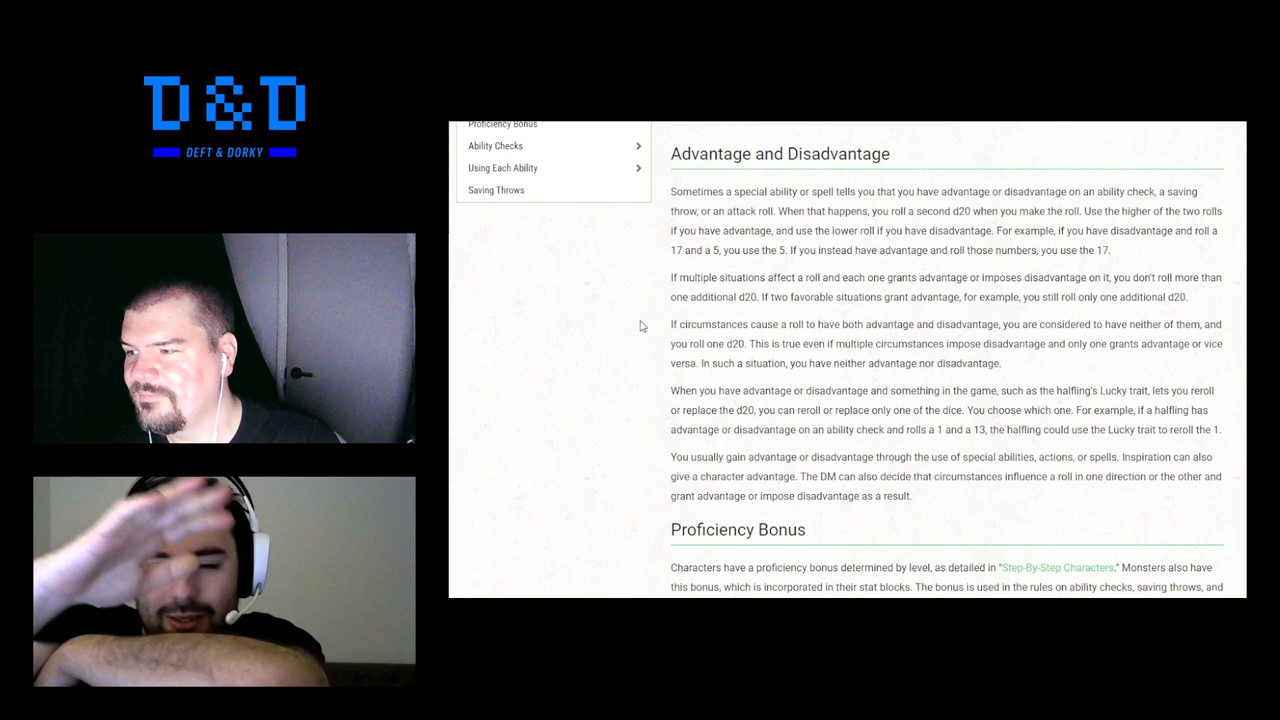 D&D
DEFT & DORKY
Proficiency Bonus
Ability Checks
Using Each Ability
Saving Throws
Advantage and Disadvantage
Sometimes a special ability or spell tells you that you have advantage or disadvantage on an ability check, a saving
throw, or an attack roll. When that happens, you roll a second d20 when you make the roll. Use the higher of the two rolls
if you have advantage, and use the lower roll if you have disadvantage. For example, if you have disadvantage and roll a
17 and a 5, you use the 5. If you instead have advantage and roll those numbers, you use the 17.
If multiple situations affect a roll and each one grants advantage or imposes disadvantage on it, you don't roll more than
one additional d20. If two favorable situations grant advantage, for example, you still roll only one additional d20.
If circumstances cause a roll to have both advantage and disadvantage, you are considered to have neither of them, and
you roll one d20. This is true even if multiple circumstances impose disadvantage and only one grants advantage or vice
versa. In such a situation, you have neither advantage nor disadvantage.
When you have advantage or disadvantage and something in the game, such as the halfling's Lucky trait, lets you reroll
or replace the d20, you can reroll or replace only one of the dice. You choose which one. For example, if a halfling has
advantage or disadvantage on an ability check and rolls a 1 and a 13, the halfling could use the Lucky trait to reroll the 1.
You usually gain advantage or disadvantage through the use of special abilities, actions, or spells. Inspiration can also
give a character advantage. The DM can also decide that circumstances influence a roll in one direction or the other and
grant advantage or impose disadvantage as a result.
Proficiency Bonus
Characters have a proficiency bonus determined by level, as detailed in "Step-By-Step Characters." Monsters also have
this bonus, which is incorporated in their stat blocks. The bonus is used in the rules on ability checks, saving throws, and